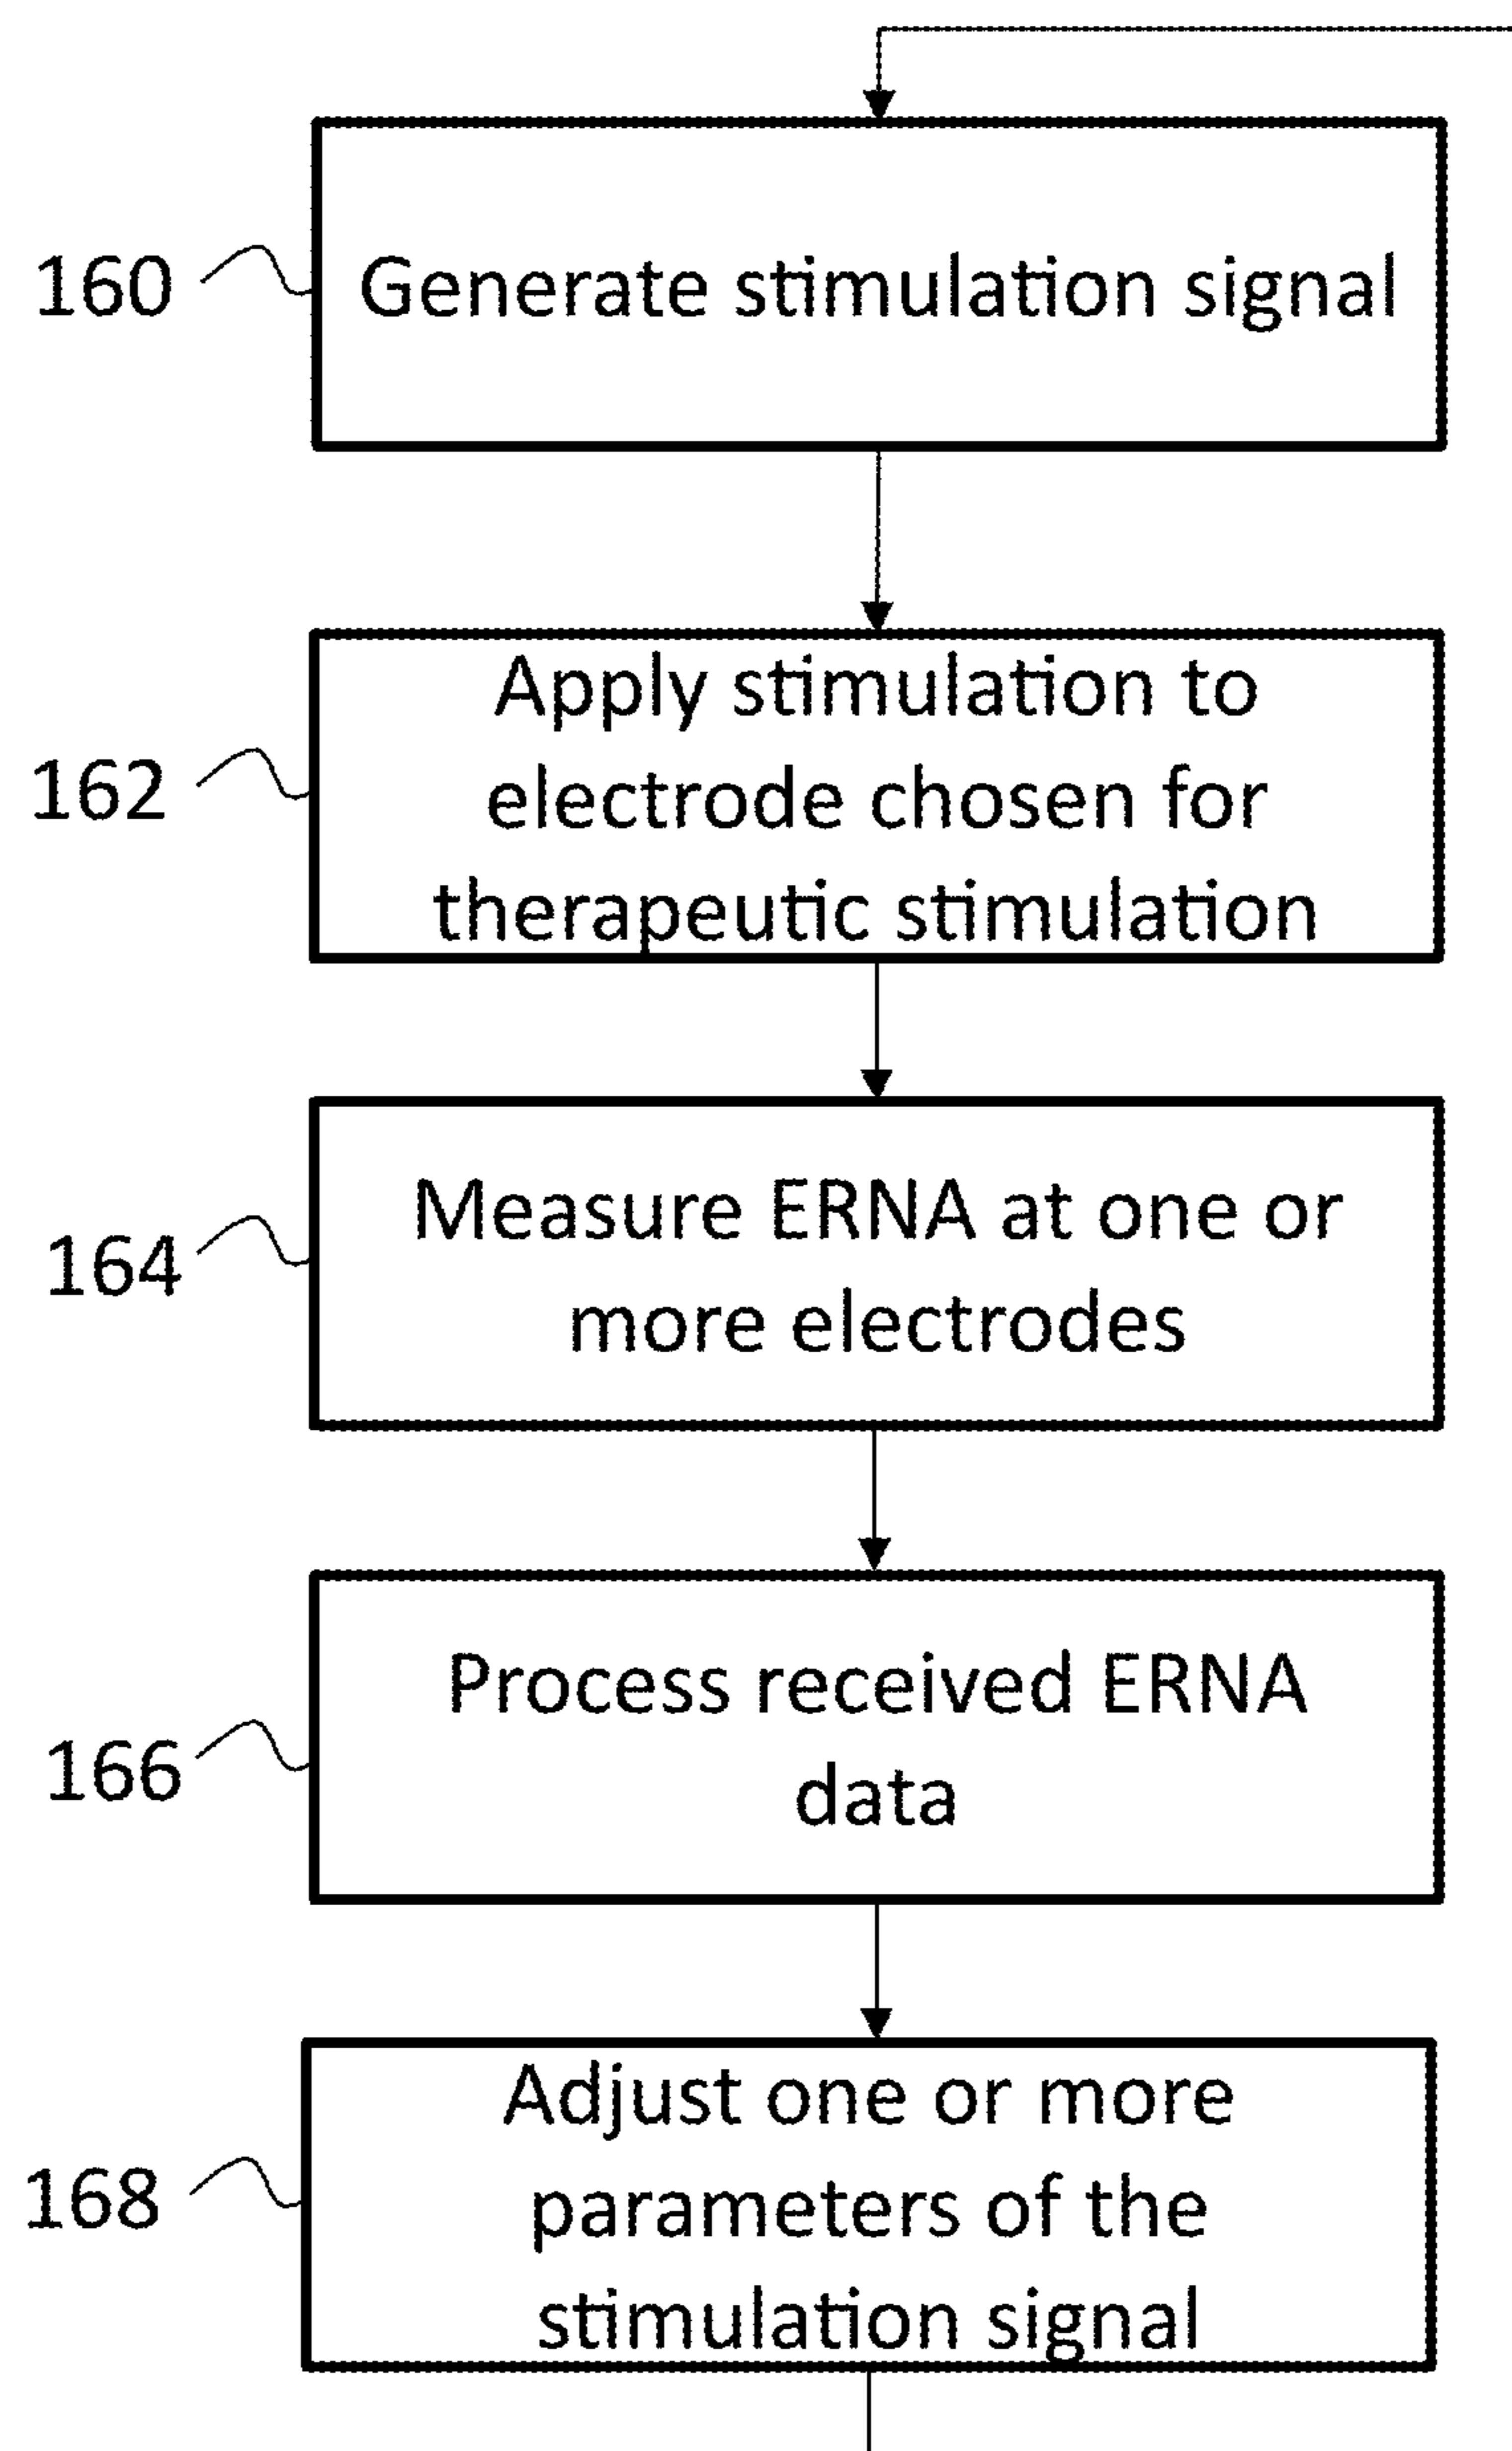 160
Generate stimulation signal
162
Apply stimulation to
electrode chosen for
therapeutic stimulation
164
Measure ERNA at one or
more electrodes
166
Process received ERNA
data
168
Adjust one or more
parameters of the
stimulation signal